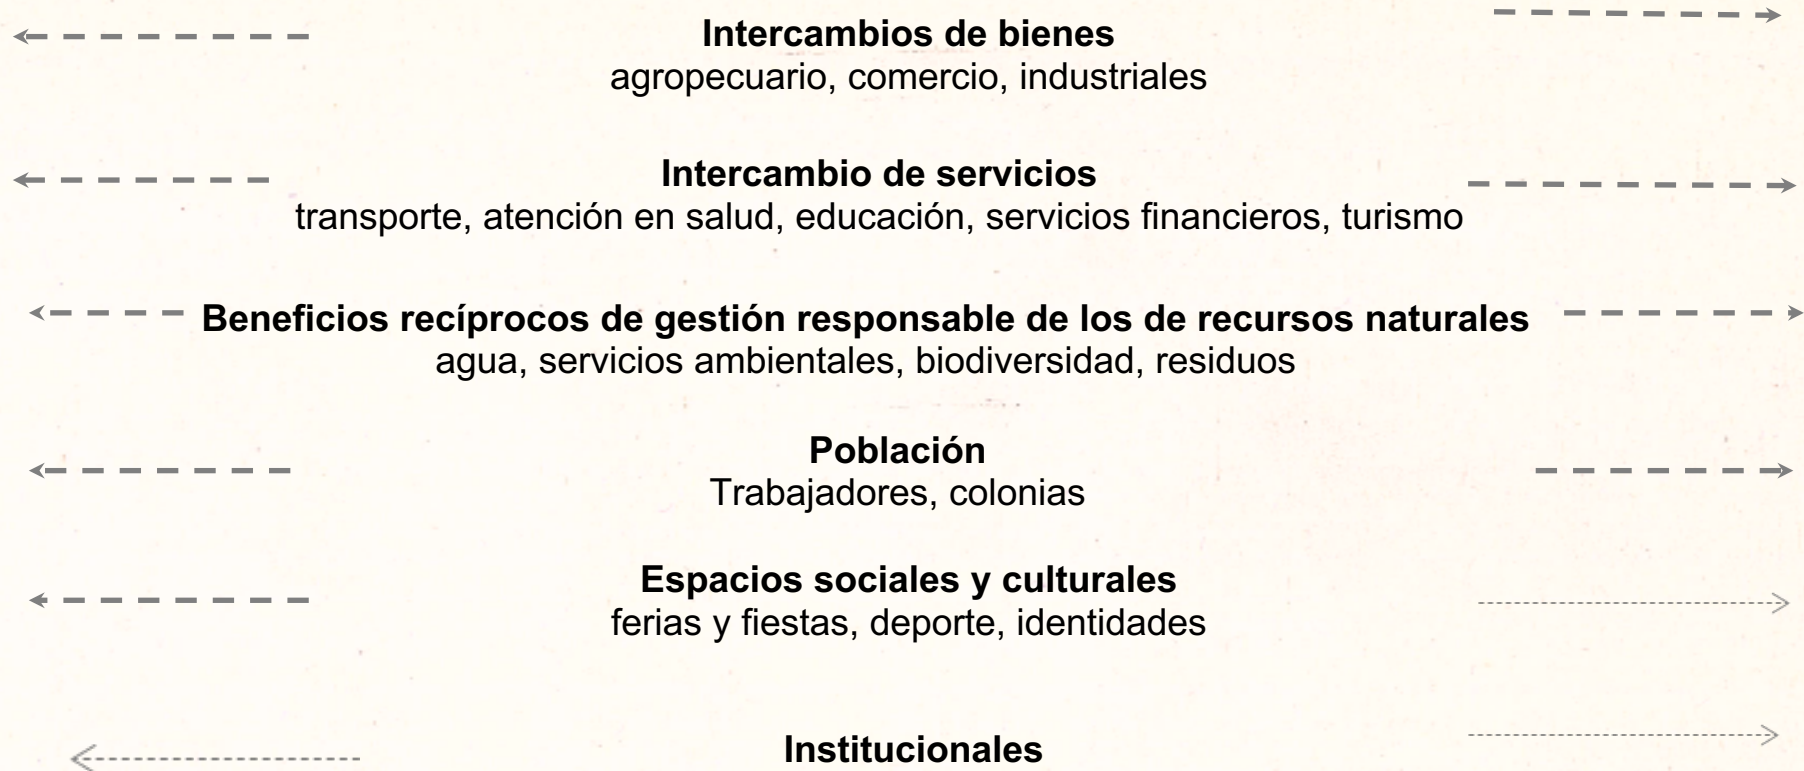 Intercambios de bienes
agropecuario, comercio, industriales
Intercambio de servicios
transporte, atención en salud, educación, servicios financieros, turismo
Beneficios recíprocos de gestión responsable de los de recursos naturales
agua, servicios ambientales, biodiversidad, residuos
Población
Trabajadores, colonias
Espacios sociales y culturales
ferias y fiestas, deporte, identidades
Institucionales